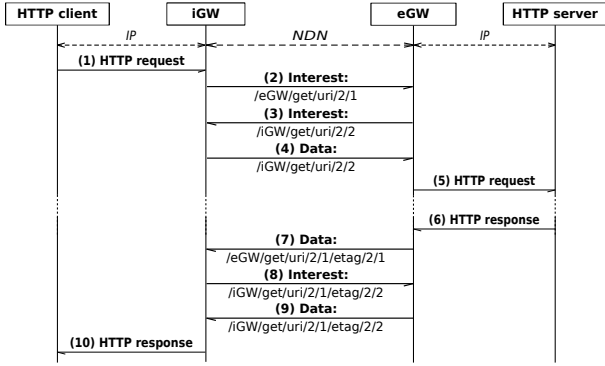 HTTP client iGW eGW HTTP server
IP NDN IP
(1) HTTP request
(2) Interest:
/eGW/get/uri/2/1
(3) Interest:
/iGW/get/uri/2/2
(4) Data:
/iGW/get/uri/2/2
(5) HTTP request
(6) HTTP response
(7) Data:
/eGW/get/uri/2/1/etag/2/1
(8) Interest:
/iGW/get/uri/2/1/etag/2/2
(9) Data:
/iGW/get/uri/2/1/etag/2/2
(10) HTTP response